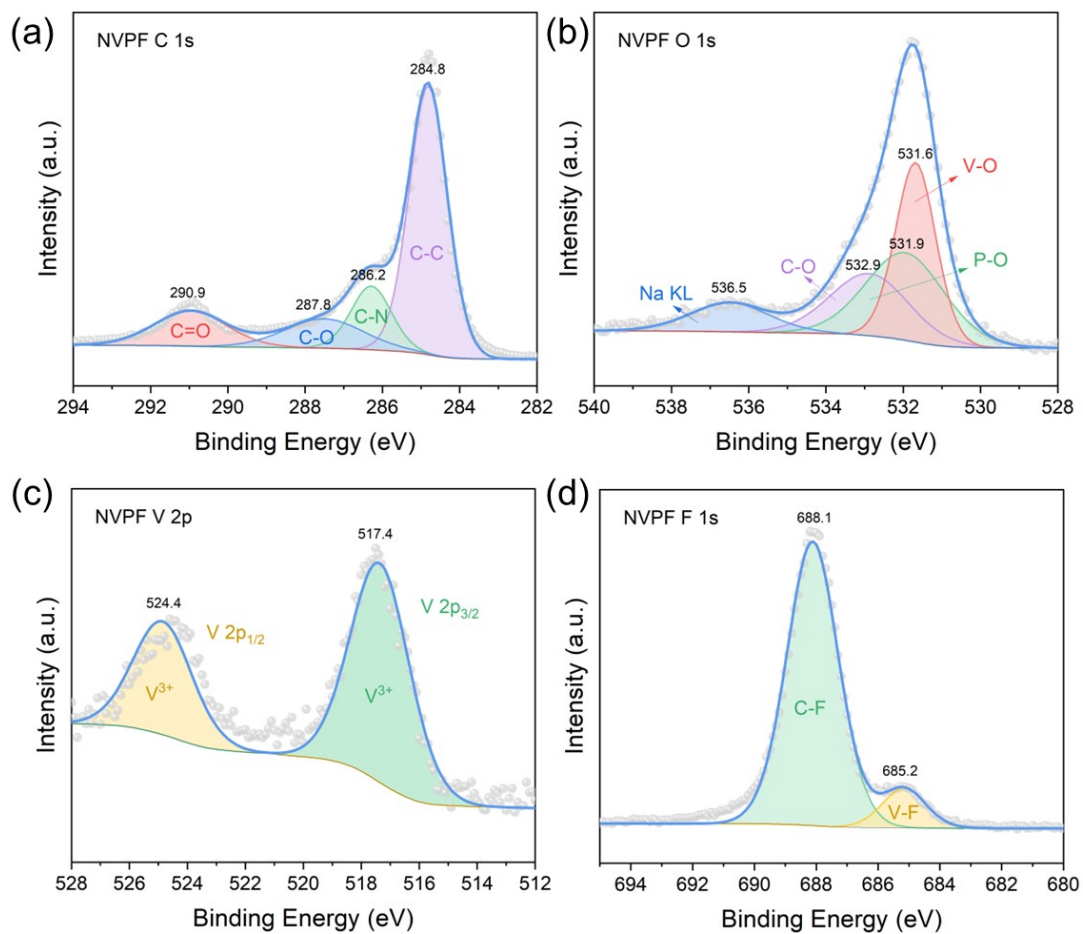 (a)
NVPF C 1s
284.8
290.9
287.8
286.2
C=O
C-O
C-N
C-C
Intensity (a.u.)
294 292 290 288 286 284 282
Binding Energy (eV)
(b)
NVPF O 1s
531.6
V-O
531.9
P-O
C-O
532.9
Na KL
536.5
Intensity (a.u.)
540 538 536 534 532 530 528
Binding Energy (eV)
(c)
NVPF V 2p
517.4
524.4
V 2p1/2
V 2p3/2
V³⁺
V³⁺
Intensity (a.u.)
528 526 524 522 520 518 516 514 512
Binding Energy (eV)
(d)
NVPF F 1s
688.1
C-F
685.2
V-F
Intensity (a.u.)
694 692 690 688 686 684 682 680
Binding Energy (eV)